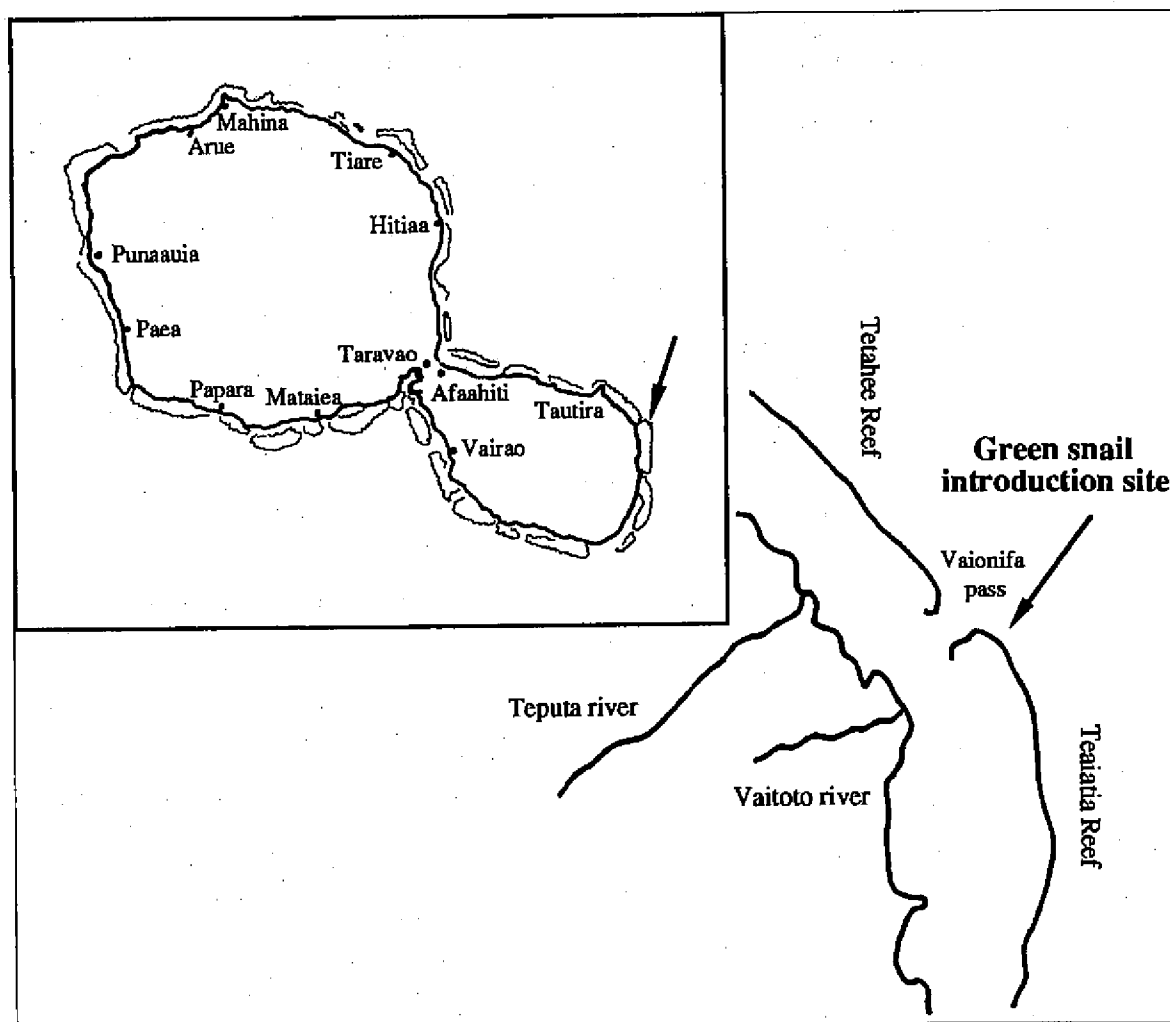 Mahina
Arue
Tiare
Hitiaa
Punaauia
Paea
Taravao
Papara
Mataiea
Afaahiti
Tautira
Vairao
Tetahee Reef
Green snail
introduction site
Vaionifa
pass
Teputa river
Vaitoto river
Teaiatia Reef